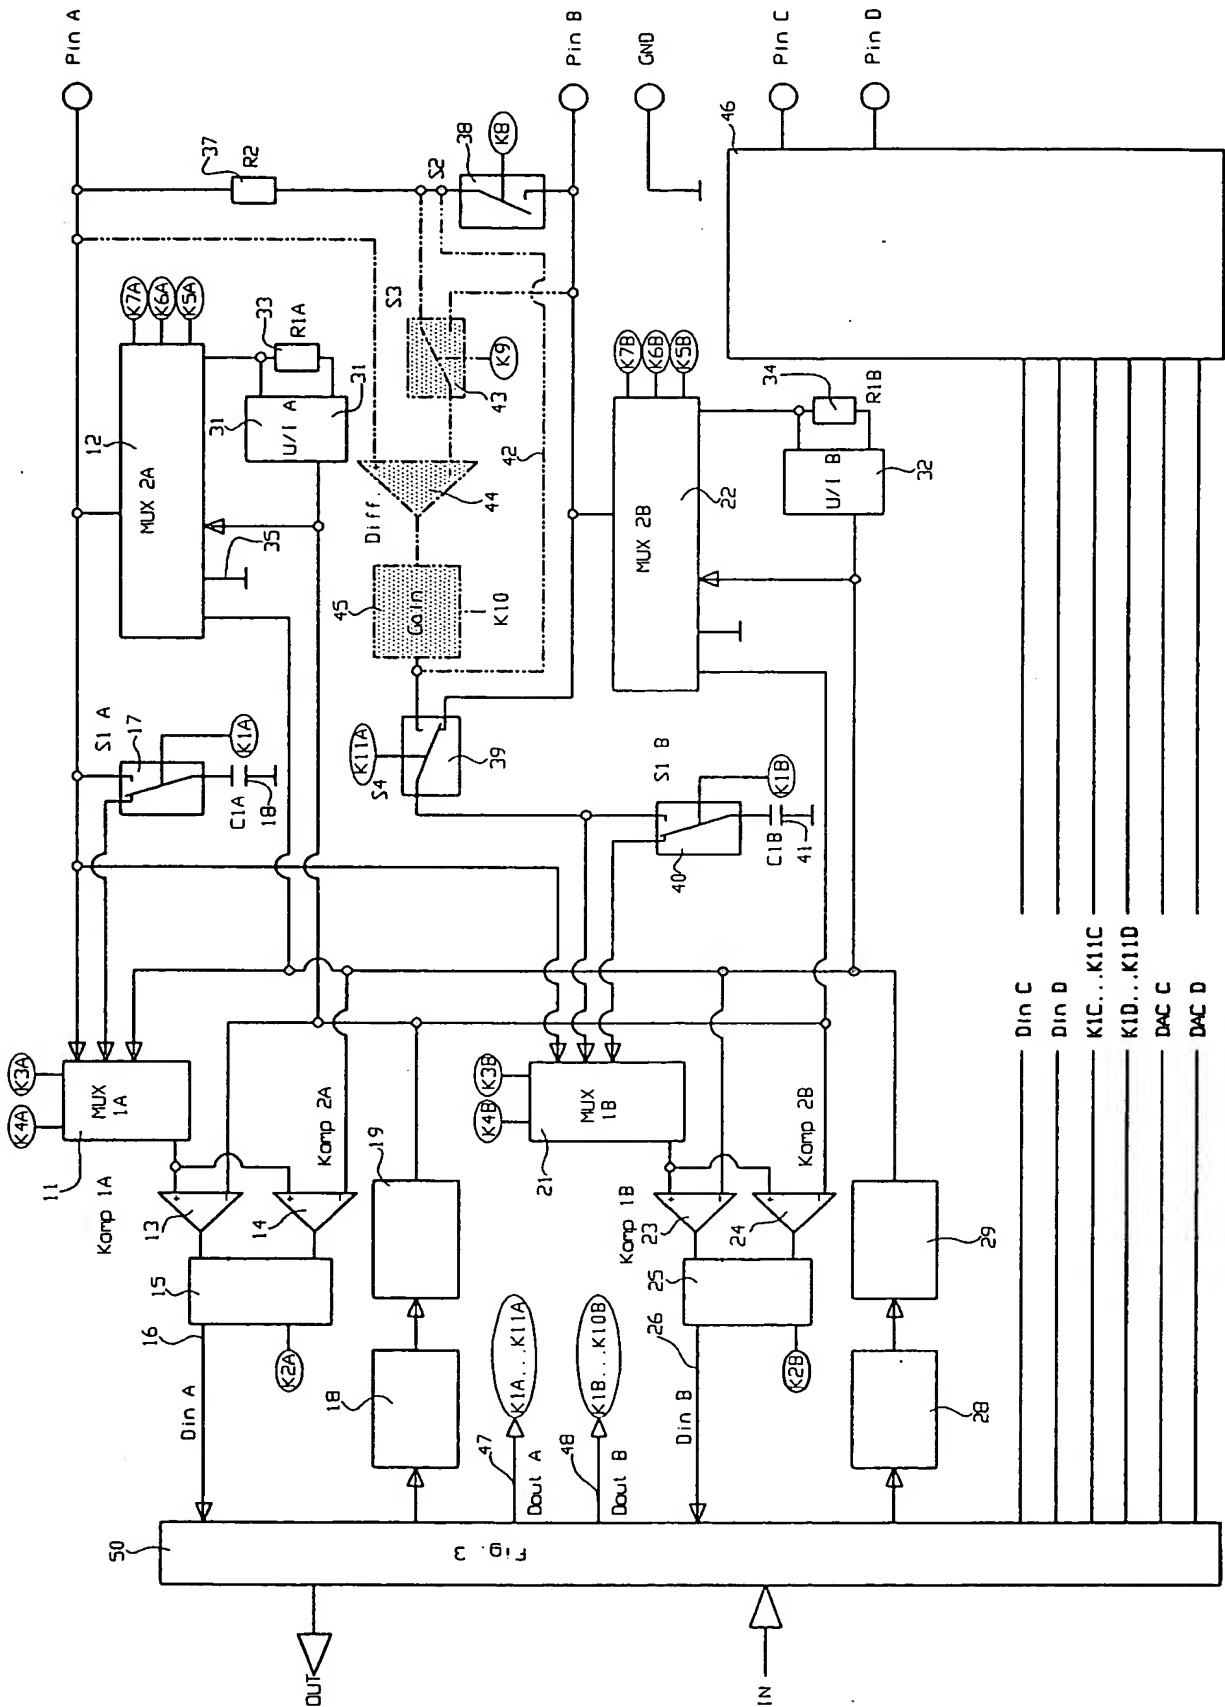 Pin A
Pin B
GND
Pin C
Pin D
37
R2
38
S2
K8
46
K7A
K6A
K5A
33
R1A
S3
K9
43
K7B
K6B
K5B
34
R1B
12
MUX 2A
31
U/I A
31
42
44
Diff.
22
MUX 2B
U/I B
32
35
45
Gain
K10
S1 A
17
K1A
C1A
18
K11A
S4
39
S1 B
40
K1B
C1B
41
K3A
K4A
MUX
1A
11
Komp 2A
K3B
K4B
MUX
1B
21
Komp 2B
Komp 1A
13
14
19
Komp 1B
23
24
29
15
16
K2A
Din A
18
K1A...K11A
47
Dout A
K1B...K10B
48
Dout B
25
26
K2B
Din B
28
Din C
Din D
K1C...K11C
K1D...K11D
DAC C
DAC D
50
Fig. 3
OUT
IN